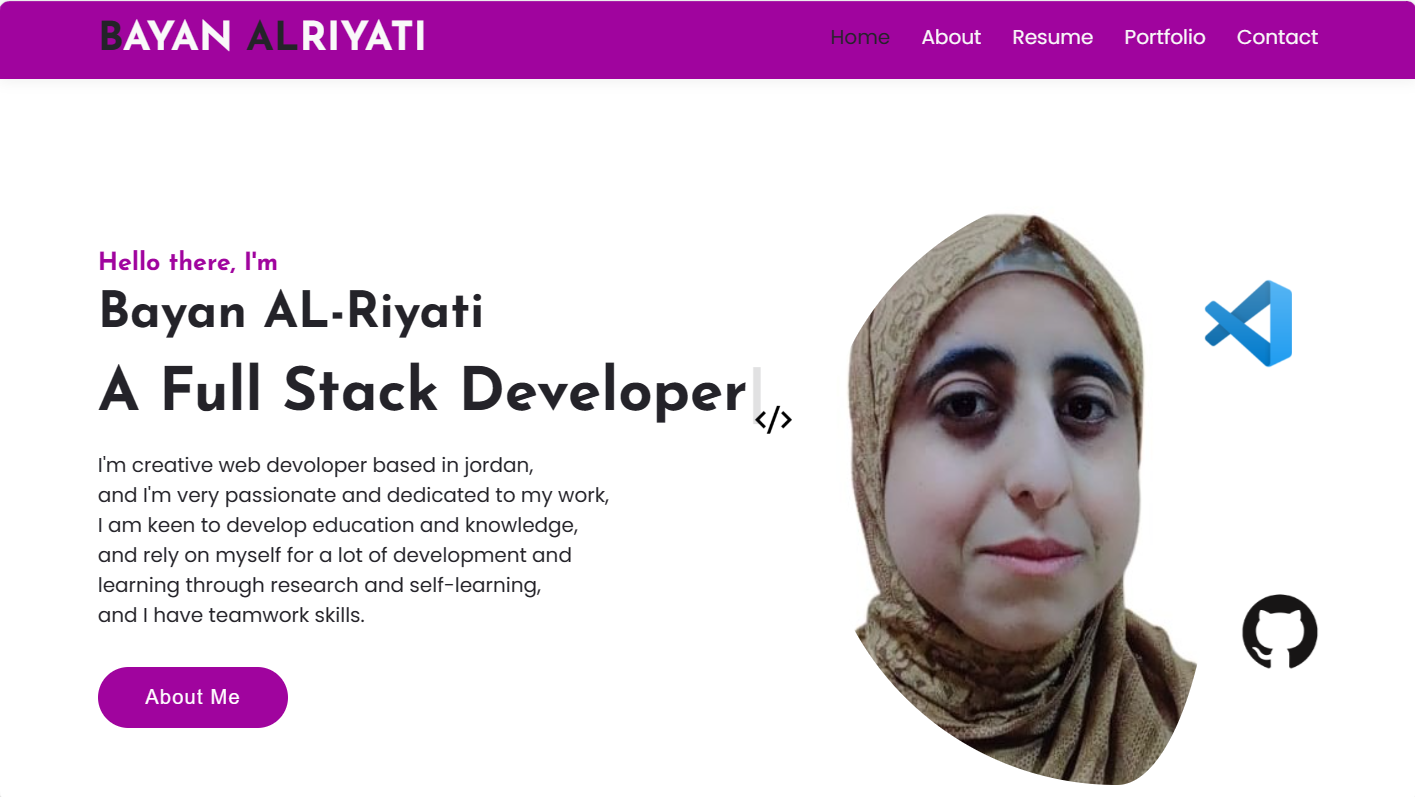 BAYAN ALRIYATI
Home About Resume Portfolio Contact
Hello there, I'm
Bayan AL-Riyati
A Full Stack Developer
</>
I'm creative web devoloper based in jordan,
and I'm very passionate and dedicated to my work,
I am keen to develop education and knowledge,
and rely on myself for a lot of development and
learning through research and self-learning,
and I have teamwork skills.
About Me